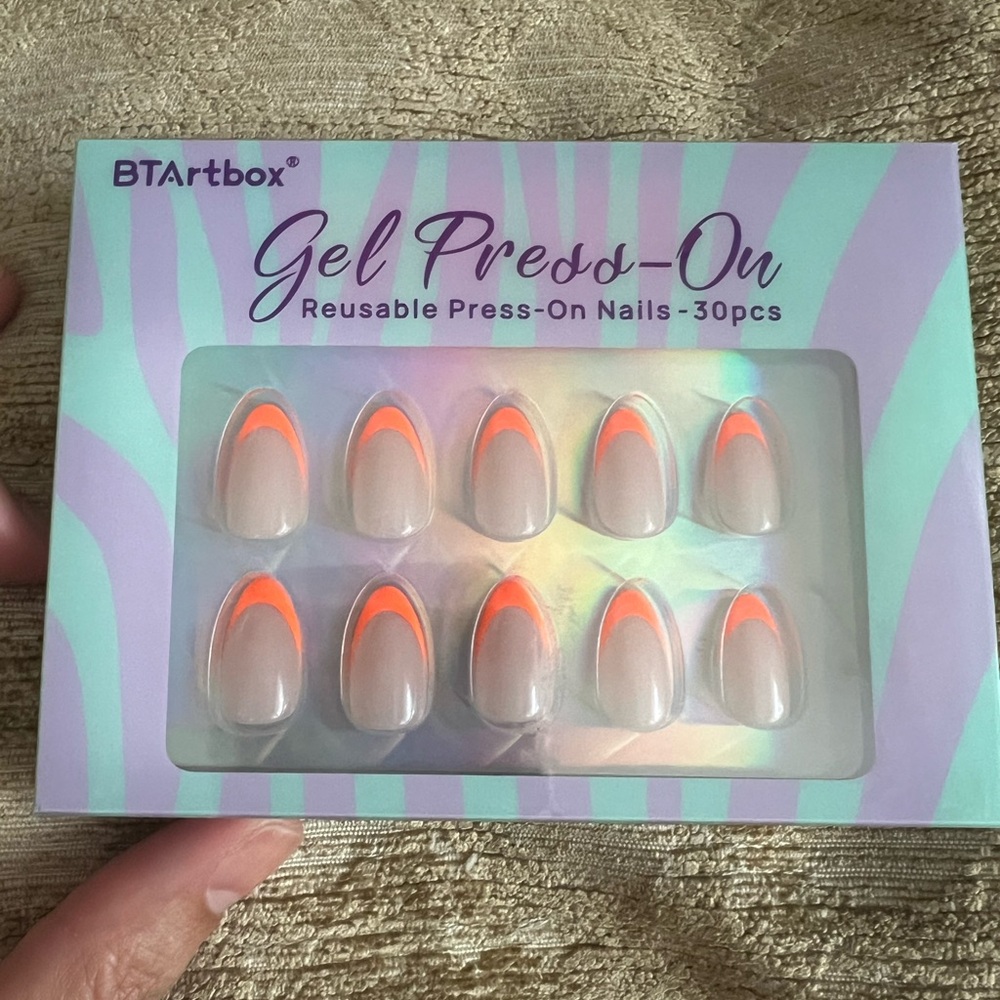 BTArtbox®
Gel Press-On
Reusable Press-On Nails - 30pcs